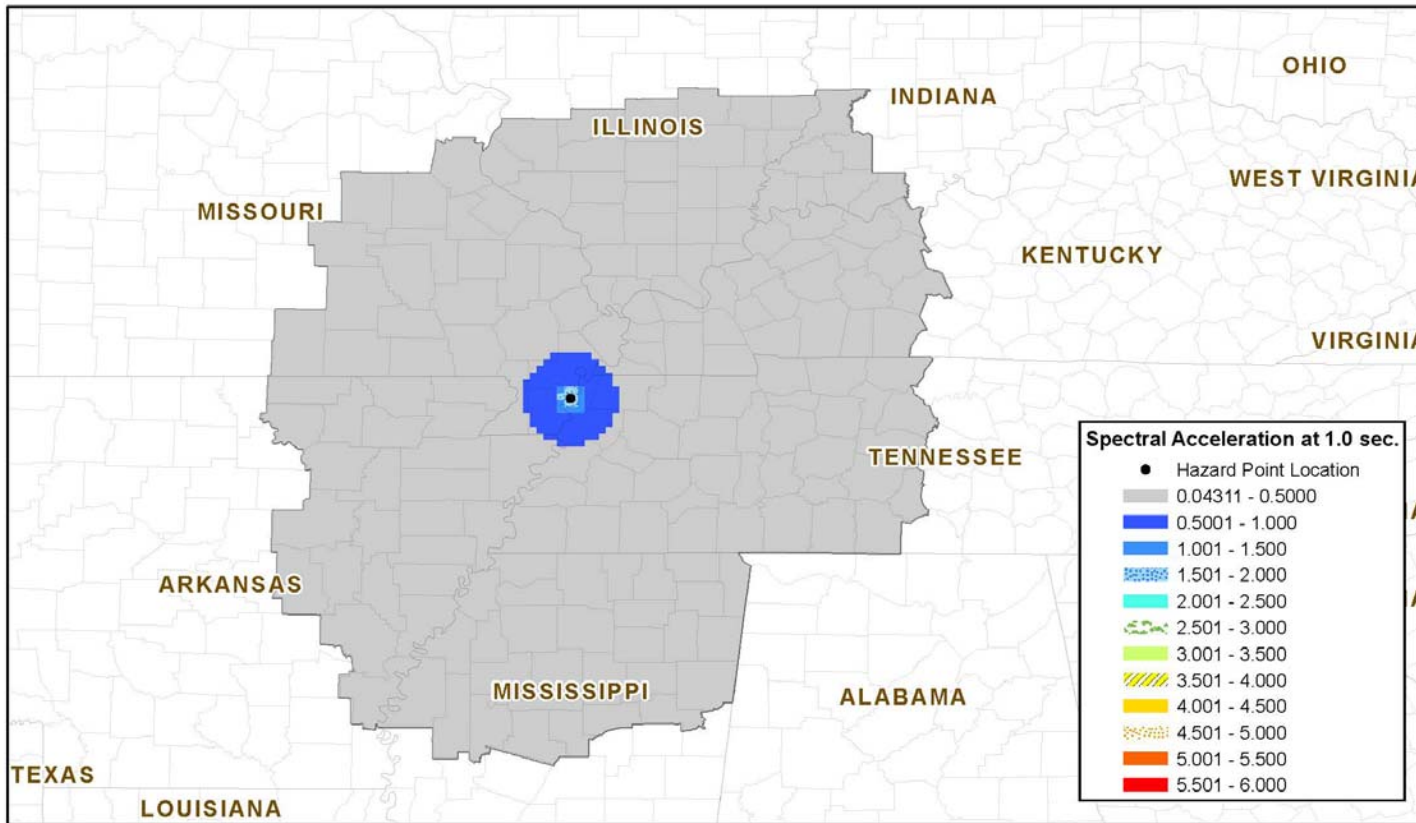 OHIO
INDIANA
ILLINOIS
WEST VIRGINIA
MISSOURI
KENTUCKY
VIRGINIA
TENNESSEE
ARKANSAS
MISSISSIPPI
ALABAMA
TEXAS
LOUISIANA
Spectral Acceleration at 1.0 sec.
Hazard Point Location
0.04311 - 0.5000
0.5001 - 1.000
1.001 - 1.500
1.501 - 2.000
2.001 - 2.500
2.501 - 3.000
3.001 - 3.500
3.501 - 4.000
4.001 - 4.500
4.501 - 5.000
5.001 - 5.500
5.501 - 6.000